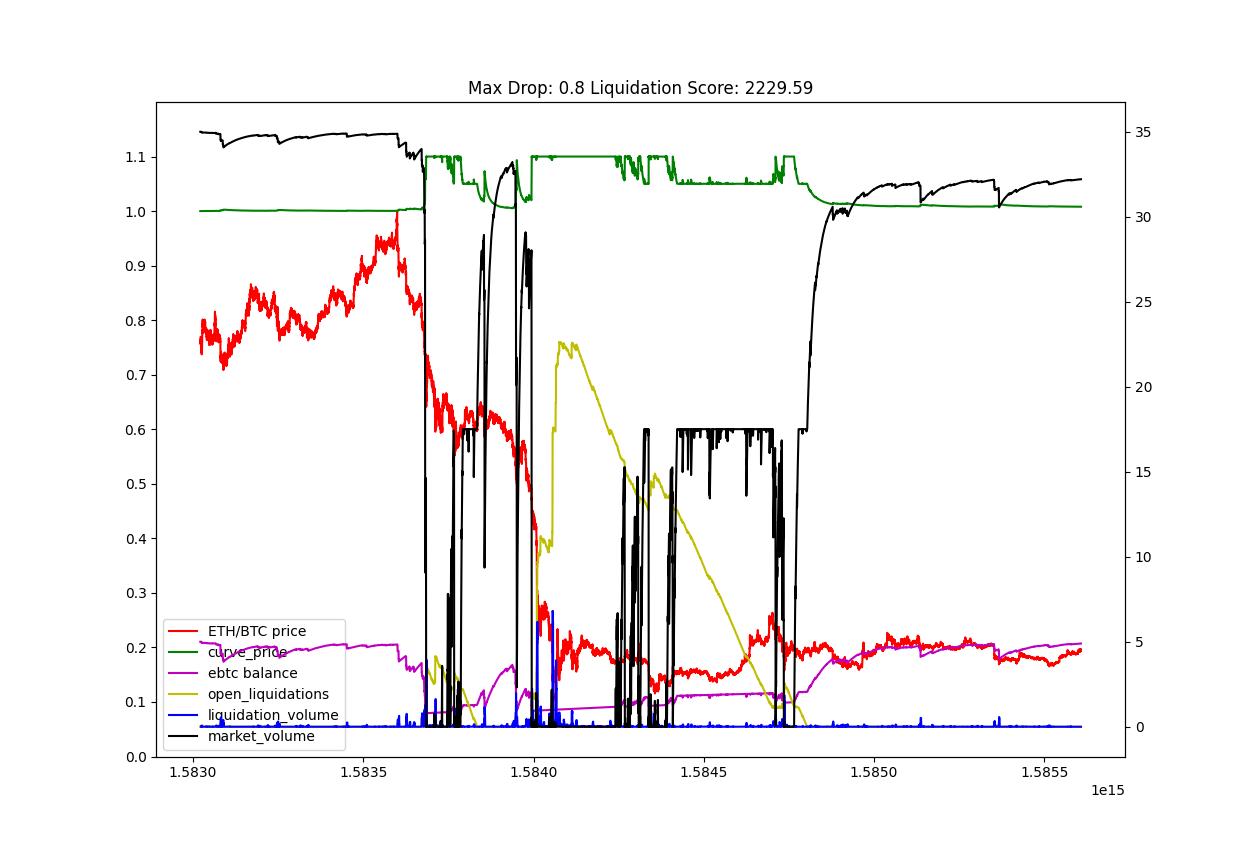 Max Drop: 0.8 Liquidation Score: 2229.59
1.1
1.0
0.9
0.8
0.7
0.6
0.5
0.4
0.3
0.2
0.1
0.0
35
30
25
20
15
10
5
0
ETH/BTC price
curve_price
ebtc balance
open_liquidations
liquidation_volume
market_volume
1.5830 1.5835 1.5840 1.5845 1.5850 1.5855
1e15